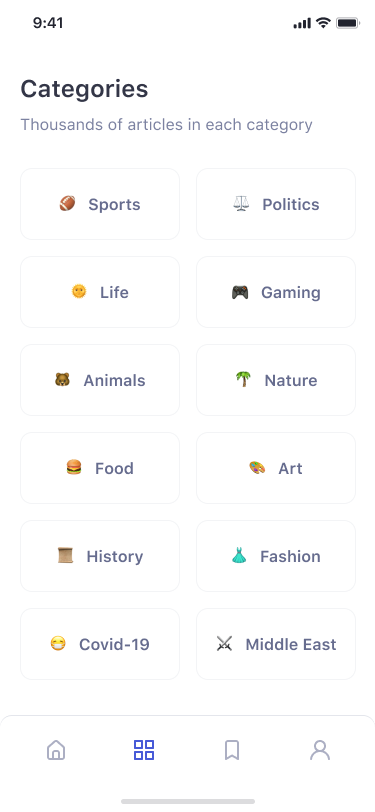 9:41
Categories
Thousands of articles in each category
Sports
Politics
Life
Gaming
Animals
Nature
Food
Art
History
Fashion
Covid-19
Middle East